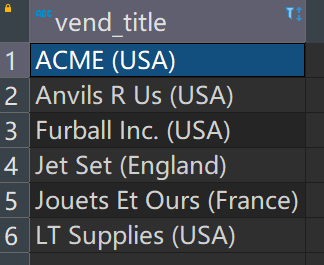 ABC vend_title T
1 ACME (USA)
2 Anvils R Us (USA)
3 Furball Inc. (USA)
4 Jet Set (England)
5 Jouets Et Ours (France)
6 LT Supplies (USA)